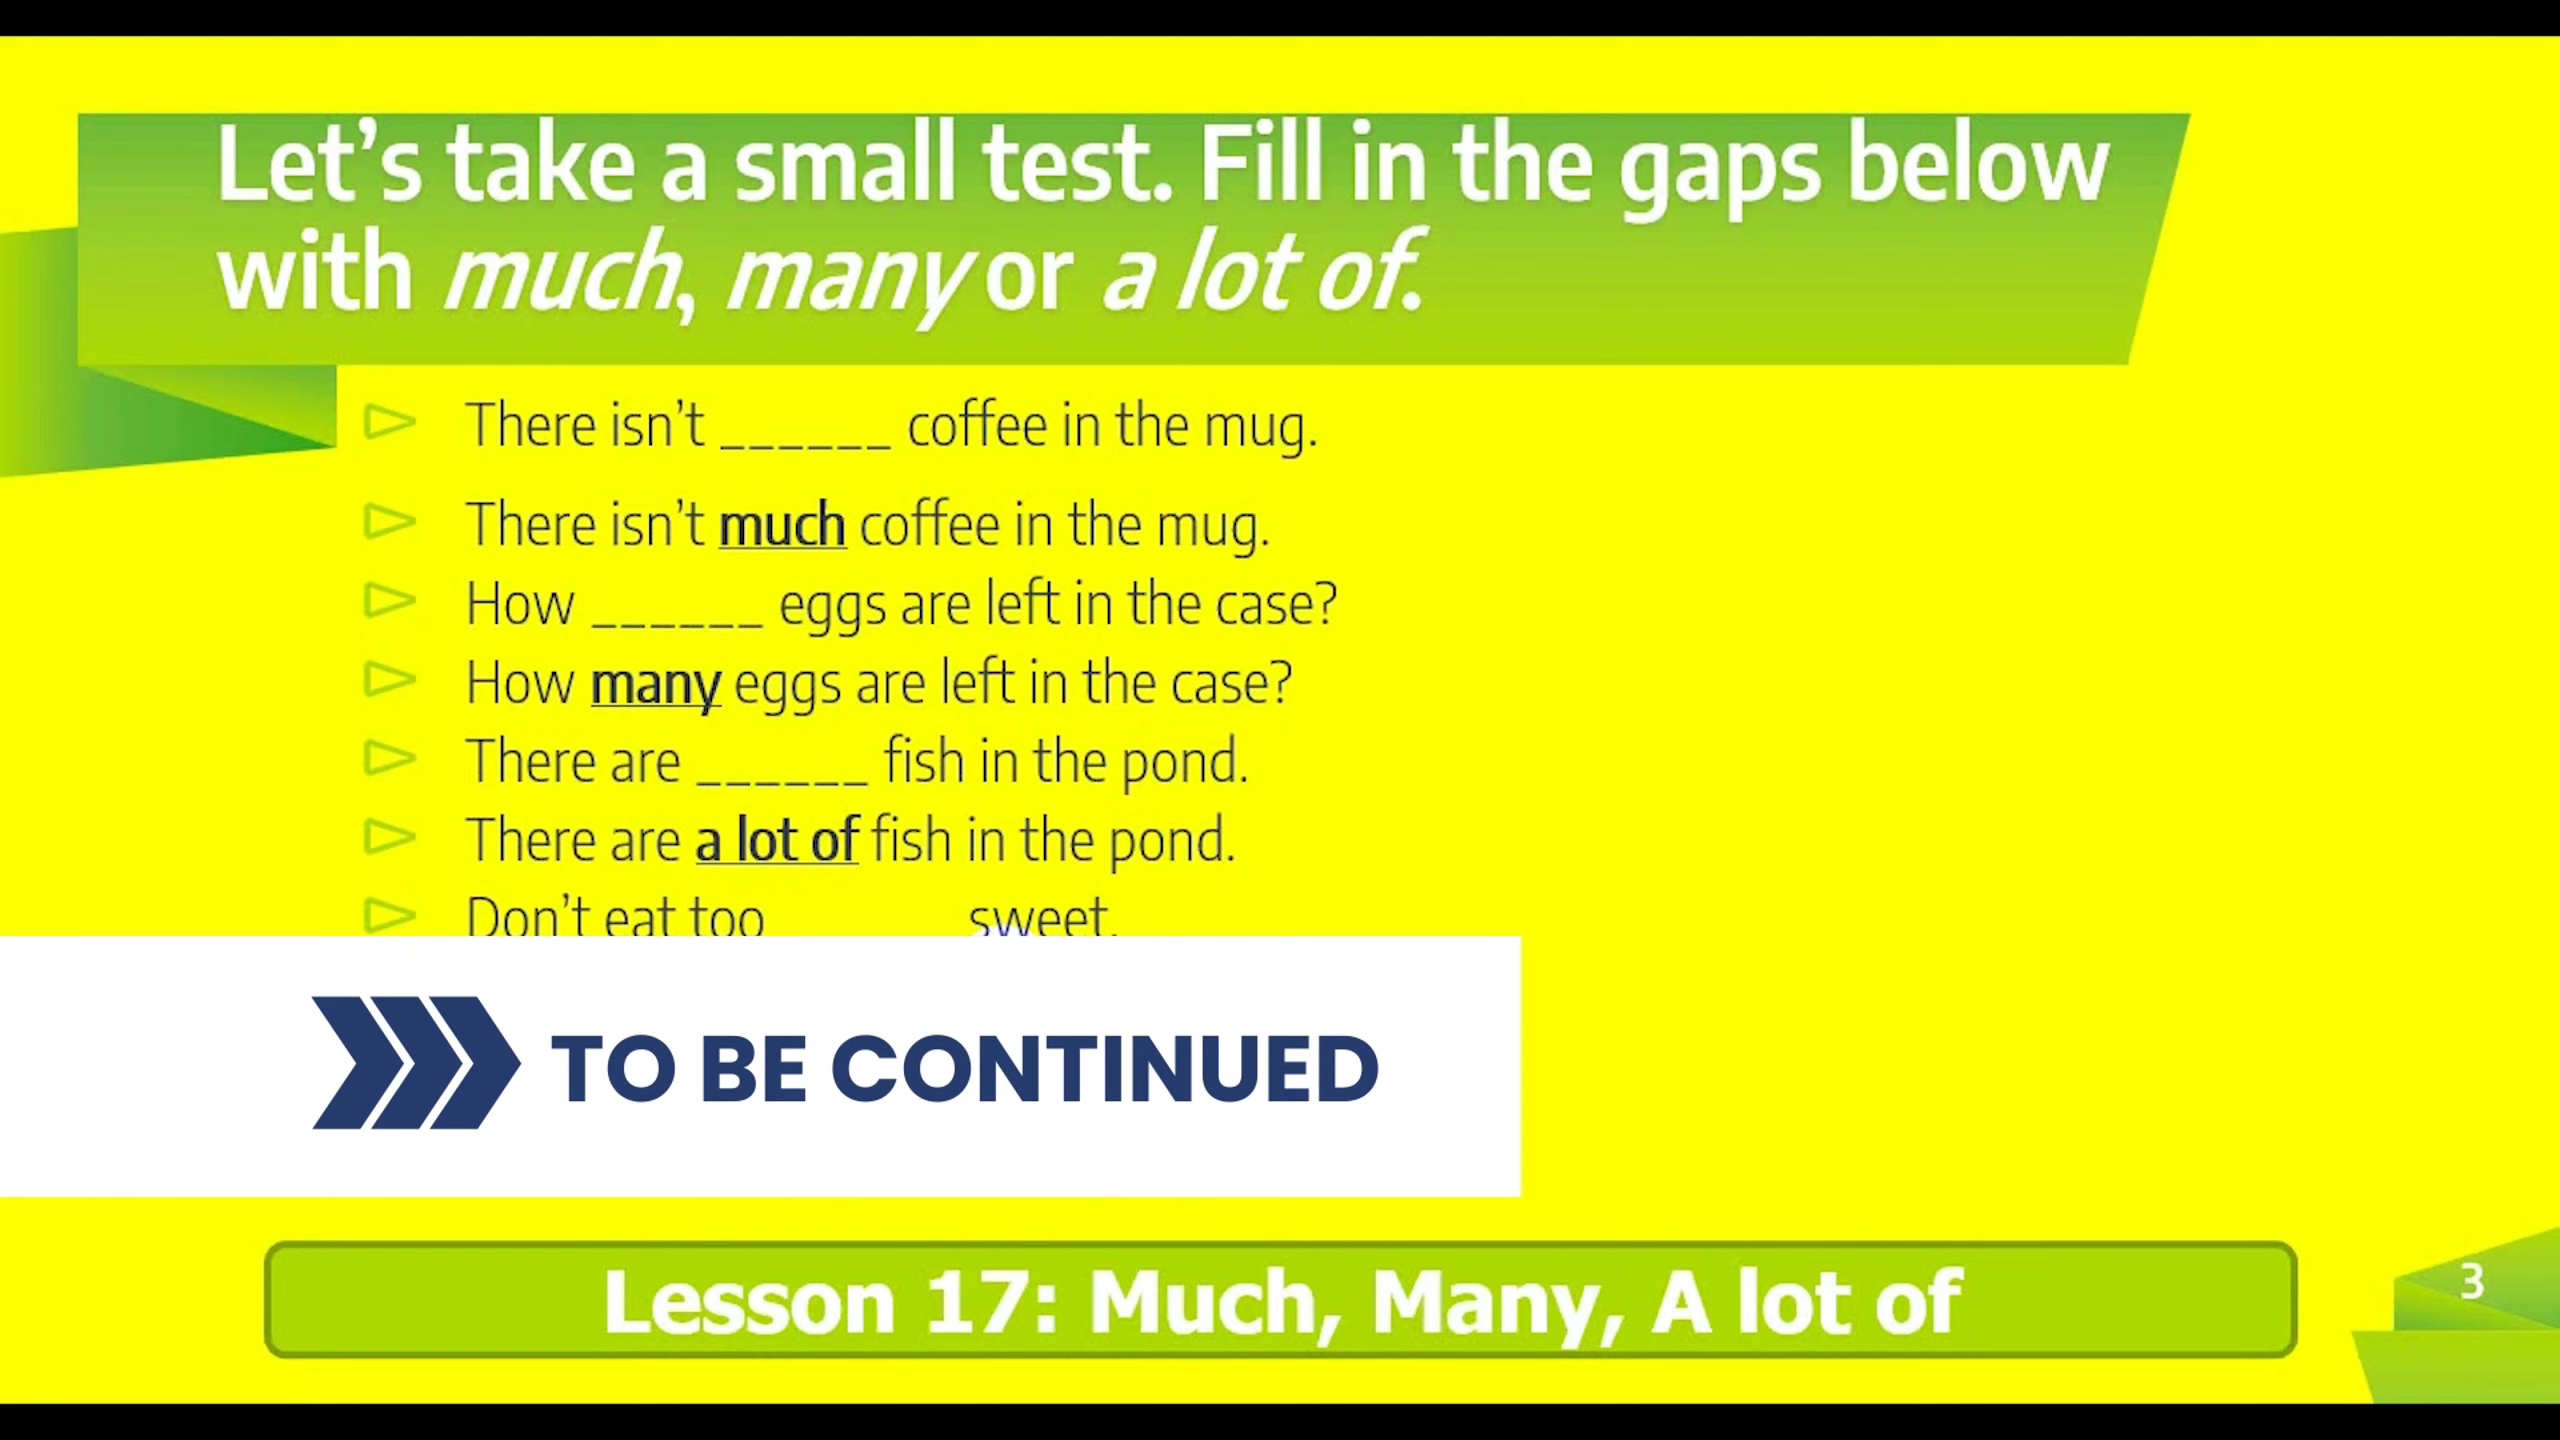 Let’s take a small test. Fill in the gaps below
with much, many or a lot of.
There isn’t ______ coffee in the mug.
There isn’t much coffee in the mug.
How ______ eggs are left in the case?
How many eggs are left in the case?
There are ______ fish in the pond.
There are a lot of fish in the pond.
Don’t eat too sweet.
TO BE CONTINUED
Lesson 17: Much, Many, A lot of
3